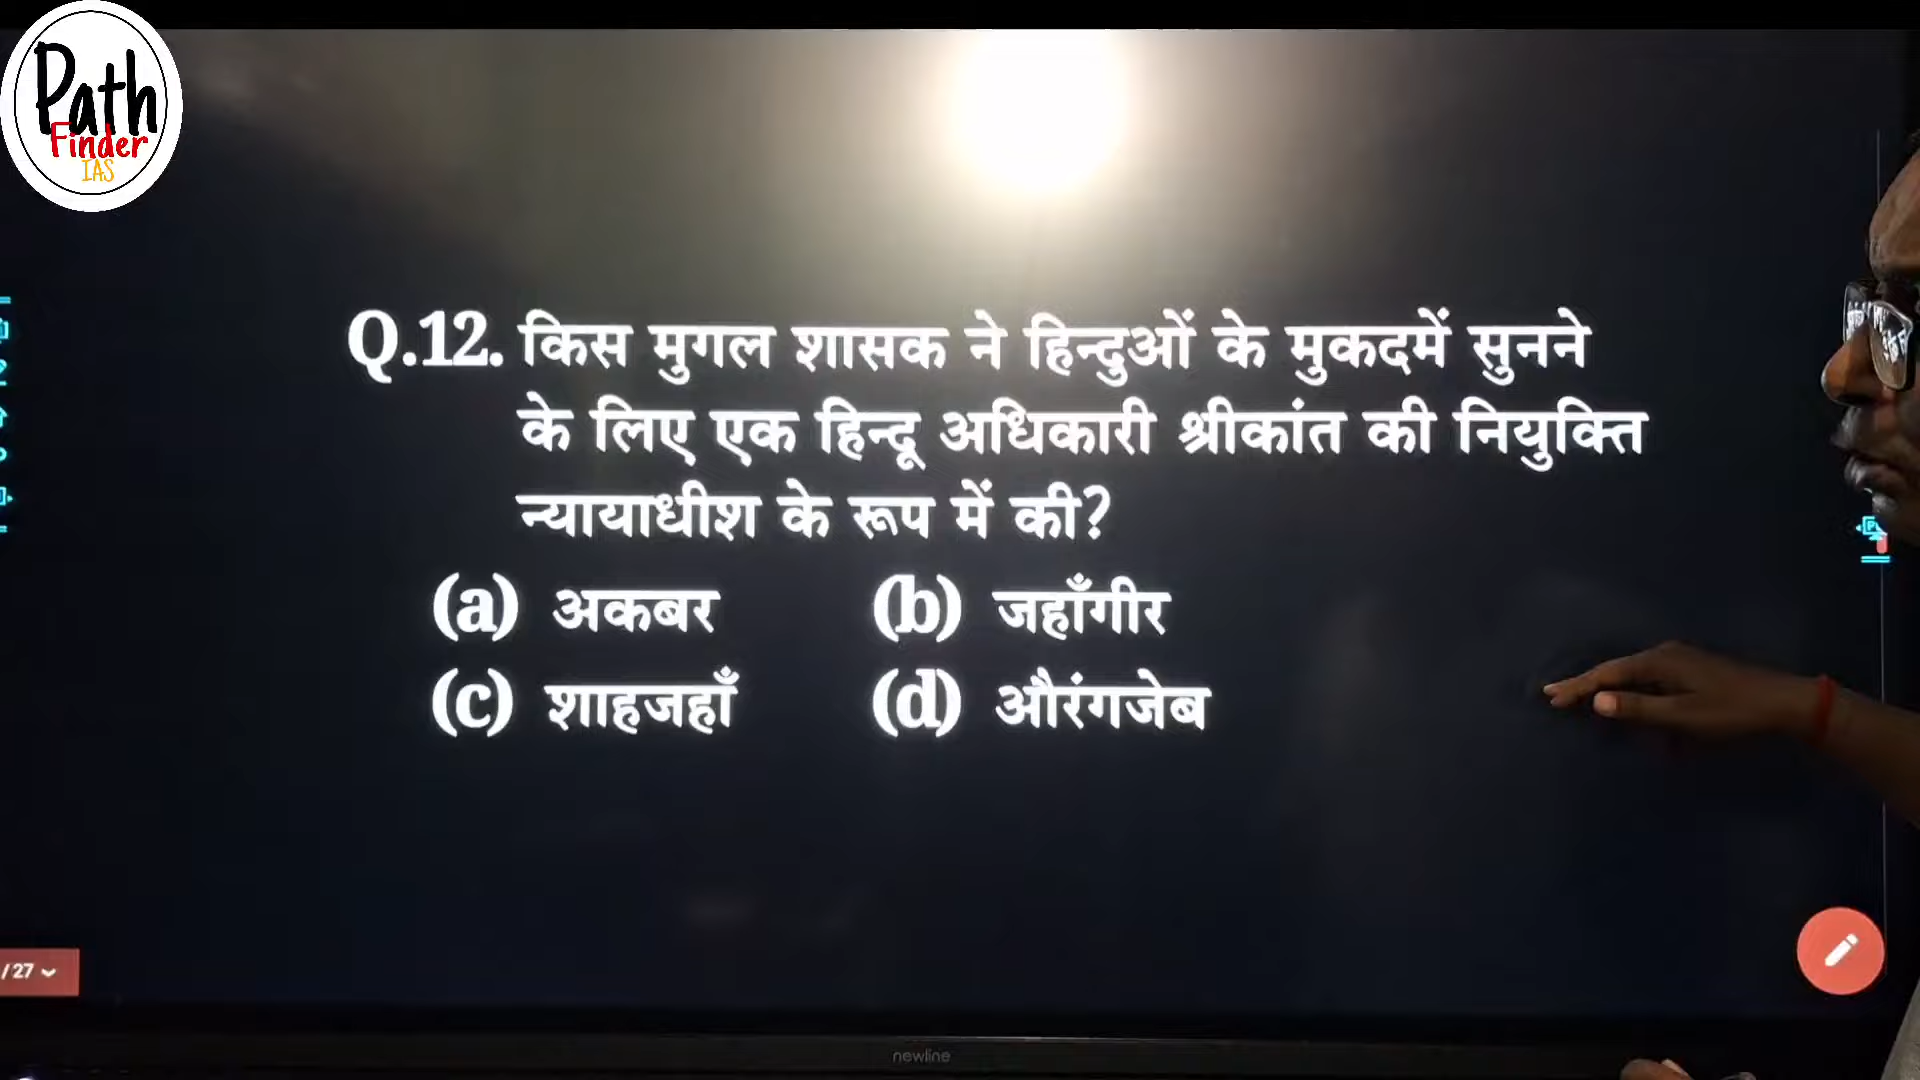 Path
Finder
IAS
Q.12. किस मुगल शासक ने हिन्दुओं के मुकदमें सुनने
के लिए एक हिन्दू अधिकारी श्रीकांत की नियुक्ति
न्यायाधीश के रूप में की?
(a) अकबर (b) जहाँगीर
(c) शाहजहाँ (d) औरंगजेब
/27
newline